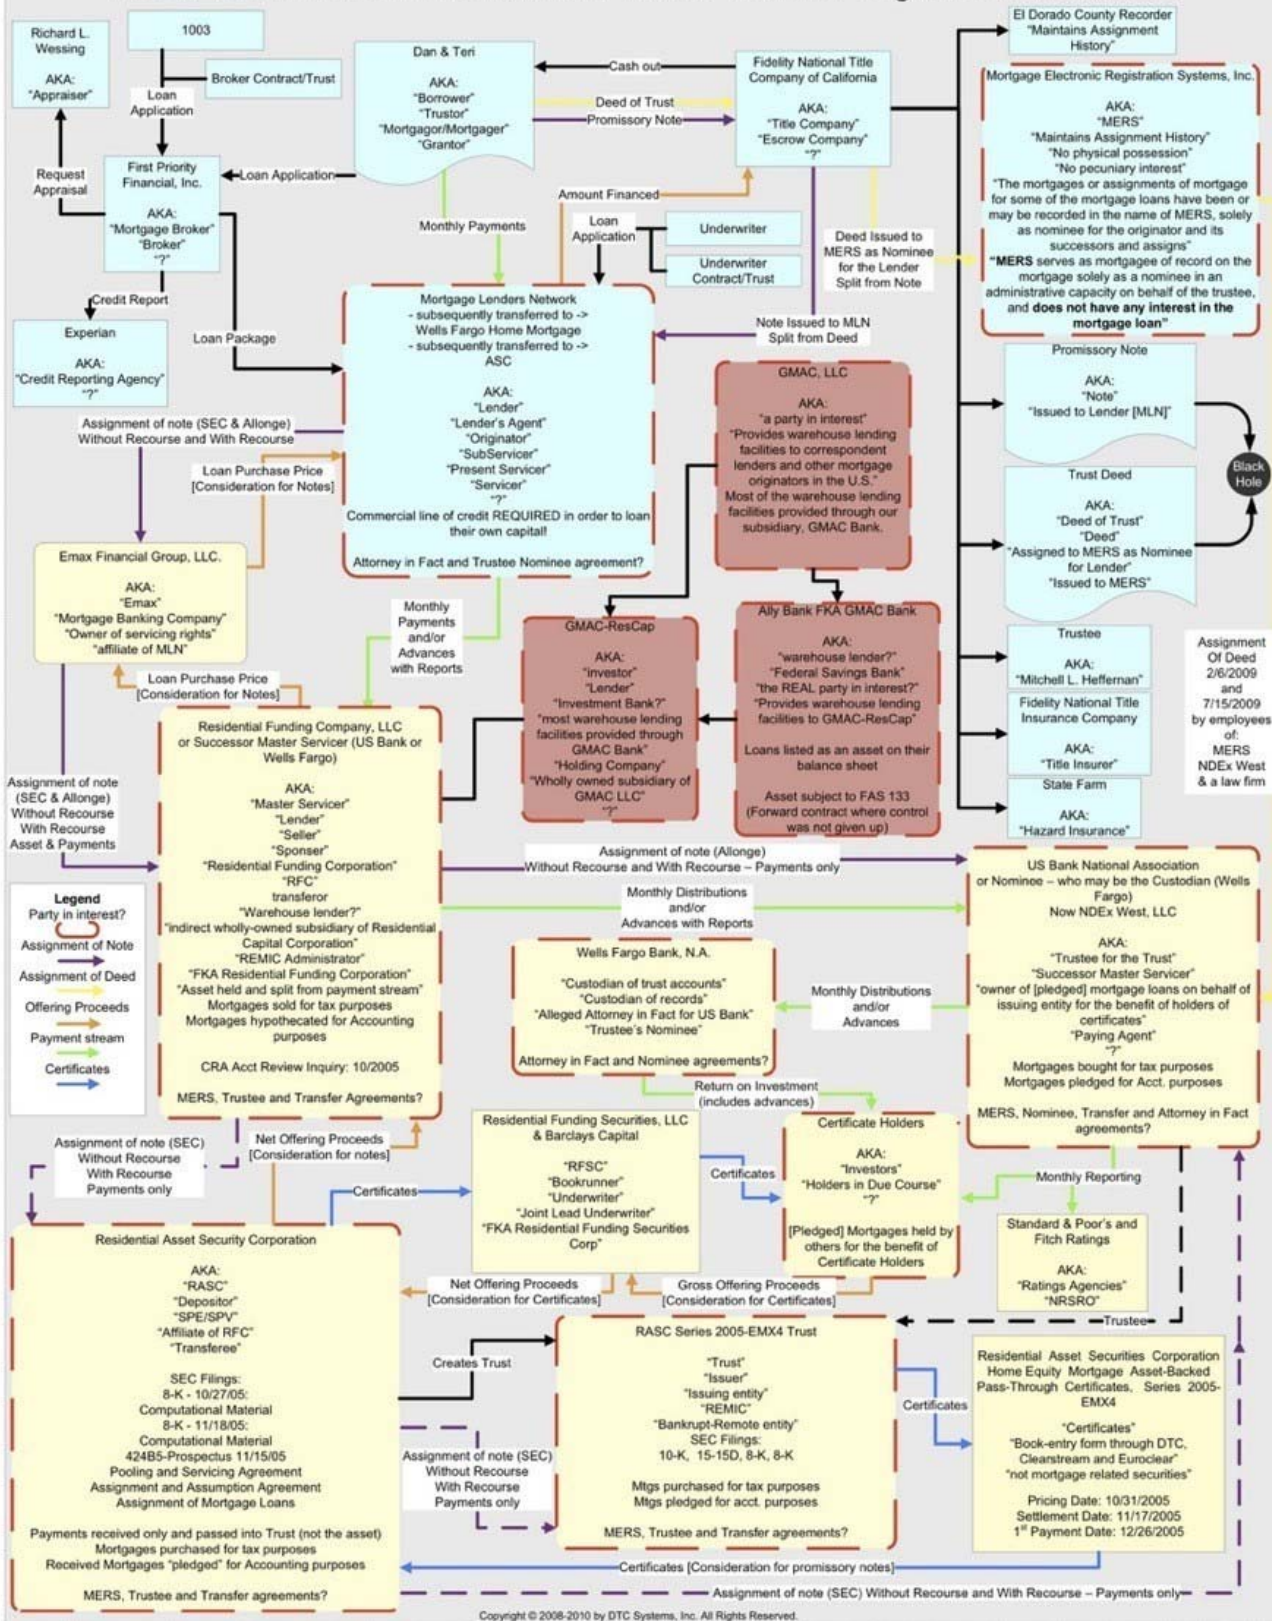 Richard L.
Wessing
AKA:
"Appraiser"
1003
Broker Contract/Trust
Loan
Application
Dan & Teri
AKA:
"Borrower"
"Trustor"
"Mortgagor/Mortgager"
"Grantor"
Cash out
Deed of Trust
Promissory Note
Fidelity National Title
Company of California
AKA:
"Title Company"
"Escrow Company"
"?"
El Dorado County Recorder
"Maintains Assignment
History"
Mortgage Electronic Registration Systems, Inc.
AKA:
"MERS"
"Maintains Assignment History"
"No physical possession"
"No pecuniary interest"
"The mortgages or assignments of mortgage
for some of the mortgage loans have been or
may be recorded in the name of MERS, solely
as nominee for the originator and its
successors and assigns"
"MERS serves as mortgagee of record on the
mortgage solely as a nominee in an
administrative capacity on behalf of the trustee,
and does not have any interest in the
mortgage loan"
Request
Appraisal
First Priority
Financial, Inc.
AKA:
"Mortgage Broker"
"Broker"
"?"
Loan Application
Monthly Payments
Amount Financed
Loan
Application
Underwriter
Underwriter
Contract/Trust
Deed Issued to
MERS as Nominee
for the Lender
Split from Note
Credit Report
Experian
AKA:
"Credit Reporting Agency"
"?"
Loan Package
Mortgage Lenders Network
- subsequently transferred to ->
Wells Fargo Home Mortgage
- subsequently transferred to ->
ASC
AKA:
"Lender"
"Lender's Agent"
"Originator"
"SubServicer"
"Present Servicer"
"Servicer"
"?"
Commercial line of credit REQUIRED in order to loan
their own capital!
Attorney in Fact and Trustee Nominee agreement?
Note Issued to MLN
Split from Deed
GMAC, LLC
AKA:
"a party in interest"
"Provides warehouse lending
facilities to correspondent
lenders and other mortgage
originators in the U.S."
Most of the warehouse lending
facilities provided through our
subsidiary, GMAC Bank.
Promissory Note
AKA:
"Note"
"Issued to Lender [MLN]"
Black
Hole
Trust Deed
AKA:
"Deed of Trust"
"Deed"
"Assigned to MERS as Nominee
for Lender"
"Issued to MERS"
Assignment of note (SEC & Allonge)
Without Recourse and With Recourse
Loan Purchase Price
[Consideration for Notes]
Emax Financial Group, LLC.
AKA:
"Emax"
"Mortgage Banking Company"
"Owner of servicing rights"
"affiliate of MLN"
Monthly
Payments
and/or
Advances
with Reports
GMAC-ResCap
AKA:
"investor"
"Lender"
"Investment Bank?"
"most warehouse lending
facilities provided through
GMAC Bank"
"Holding Company"
"Wholly owned subsidiary of
GMAC LLC"
"?"
Ally Bank FKA GMAC Bank
AKA:
"warehouse lender?"
"Federal Savings Bank"
"the REAL party in interest?"
"Provides warehouse lending
facilities to GMAC-ResCap"
Loans listed as an asset on their
balance sheet
Asset subject to FAS 133
(Forward contract where control
was not given up)
Trustee
AKA:
"Mitchell L. Heffernan"
Fidelity National Title
Insurance Company
AKA:
"Title Insurer"
State Farm
AKA:
"Hazard Insurance"
Assignment
Of Deed
2/6/2009
and
7/15/2009
by employees
of:
MERS
NDEx West
& a law firm
Loan Purchase Price
[Consideration for Notes]
Assignment of note
(SEC & Allonge)
Without Recourse
With Recourse
Asset & Payments
Residential Funding Company, LLC
or Successor Master Servicer (US Bank or
Wells Fargo)
AKA:
"Master Servicer"
"Lender"
"Seller"
"Sponser"
"Residential Funding Corporation"
"RFC"
transferor
"Warehouse lender?"
"indirect wholly-owned subsidiary of Residential
Capital Corporation"
"REMIC Administrator"
"FKA Residential Funding Corporation"
"Asset held and split from payment stream"
Mortgages sold for tax purposes
Mortgages hypothecated for Accounting
purposes
CRA Acct Review Inquiry: 10/2005
MERS, Trustee and Transfer Agreements?
Legend
Party in interest?
Assignment of Note
Assignment of Deed
Offering Proceeds
Payment stream
Certificates
Assignment of note (Allonge)
Without Recourse and With Recourse – Payments only
Monthly Distributions
and/or
Advances with Reports
US Bank National Association
or Nominee – who may be the Custodian (Wells
Fargo)
Now NDEx West, LLC
AKA:
"Trustee for the Trust"
"Successor Master Servicer"
"owner of [pledged] mortgage loans on behalf of
issuing entity for the benefit of holders of
certificates"
"Paying Agent"
"?"
Mortgages bought for tax purposes
Mortgages pledged for Acct. purposes
MERS, Nominee, Transfer and Attorney in Fact
agreements?
Wells Fargo Bank, N.A.
"Custodian of trust accounts"
"Custodian of records"
"Alleged Attorney in Fact for US Bank"
"Trustee's Nominee"
Attorney in Fact and Nominee agreements?
Monthly Distributions
and/or
Advances
Return on Investment
(includes advances)
Assignment of note (SEC)
Without Recourse
With Recourse
Payments only
Net Offering Proceeds
[Consideration for notes]
Certificates
Residential Funding Securities, LLC
& Barclays Capital
"RFSC"
"Bookrunner"
"Underwriter"
"Joint Lead Underwriter"
"FKA Residential Funding Securities
Corp"
Certificates
Certificate Holders
AKA:
"Investors"
"Holders in Due Course"
"?"
[Pledged] Mortgages held by
others for the benefit of
Certificate Holders
Monthly Reporting
Standard & Poor's and
Fitch Ratings
AKA:
"Ratings Agencies"
"NRSRO"
Net Offering Proceeds
[Consideration for Certificates]
Gross Offering Proceeds
[Consideration for Certificates]
Trustee
Residential Asset Security Corporation
AKA:
"RASC"
"Depositor"
"SPE/SPV"
"Affiliate of RFC"
"Transferee"
SEC Filings:
8-K - 10/27/05:
Computational Material
8-K - 11/18/05:
Computational Material
424B5-Prospectus 11/15/05
Pooling and Servicing Agreement
Assignment and Assumption Agreement
Assignment of Mortgage Loans
Payments received only and passed into Trust (not the asset)
Mortgages purchased for tax purposes
Received Mortgages "pledged" for Accounting purposes
MERS, Trustee and Transfer agreements?
Creates Trust
Assignment of note (SEC)
Without Recourse
With Recourse
Payments only
RASC Series 2005-EMX4 Trust
"Trust"
"Issuer"
"Issuing entity"
"REMIC"
"Bankrupt-Remote entity"
SEC Filings:
10-K, 15-15D, 8-K, 8-K
Mtgs purchased for tax purposes
Mtgs pledged for acct. purposes
MERS, Trustee and Transfer agreements?
Certificates
Residential Asset Securities Corporation
Home Equity Mortgage Asset-Backed
Pass-Through Certificates, Series 2005-
EMX4
"Certificates"
"Book-entry form through DTC,
Clearstream and Euroclear"
"not mortgage related securities"
Pricing Date: 10/31/2005
Settlement Date: 11/17/2005
1st Payment Date: 12/26/2005
Certificates [Consideration for promissory notes]
Assignment of note (SEC) Without Recourse and With Recourse – Payments only
Copyright © 2008-2010 by DTC Systems, Inc. All Rights Reserved.